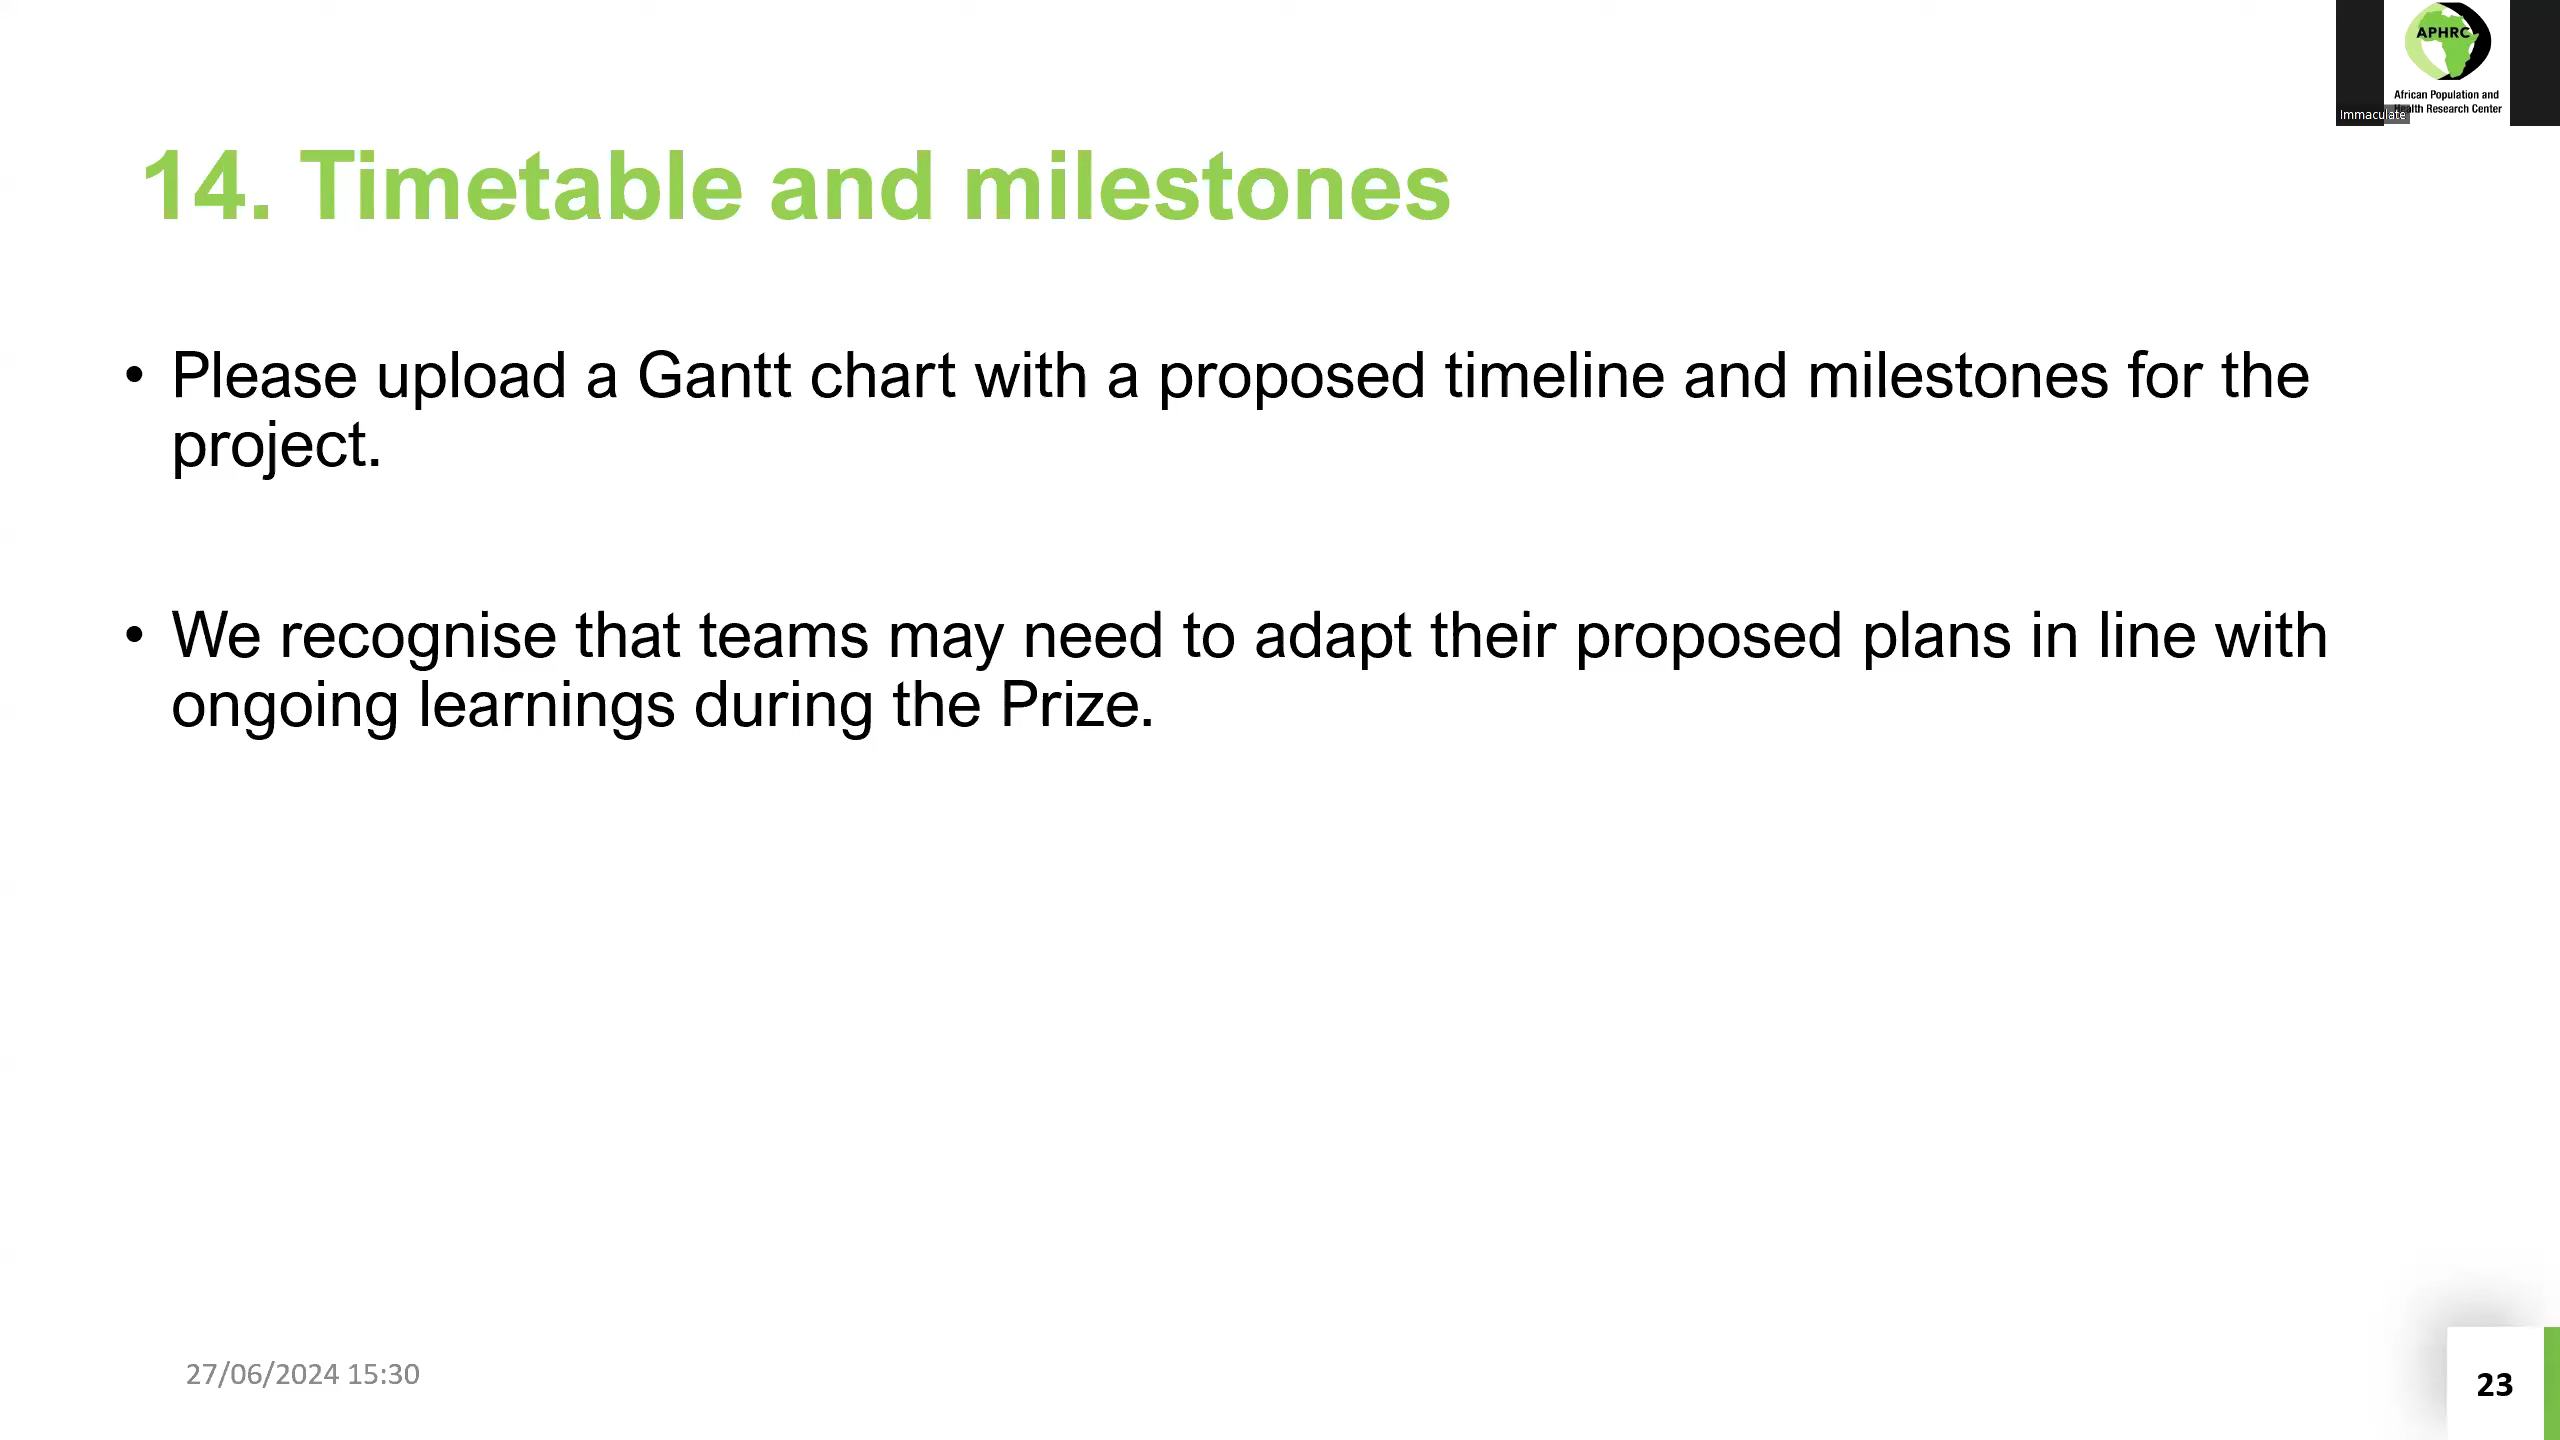 APHRC
African Population and
Health Research Center
Immaculate
14. Timetable and milestones
• Please upload a Gantt chart with a proposed timeline and milestones for the
project.
• We recognise that teams may need to adapt their proposed plans in line with
ongoing learnings during the Prize.
27/06/2024 15:30
23